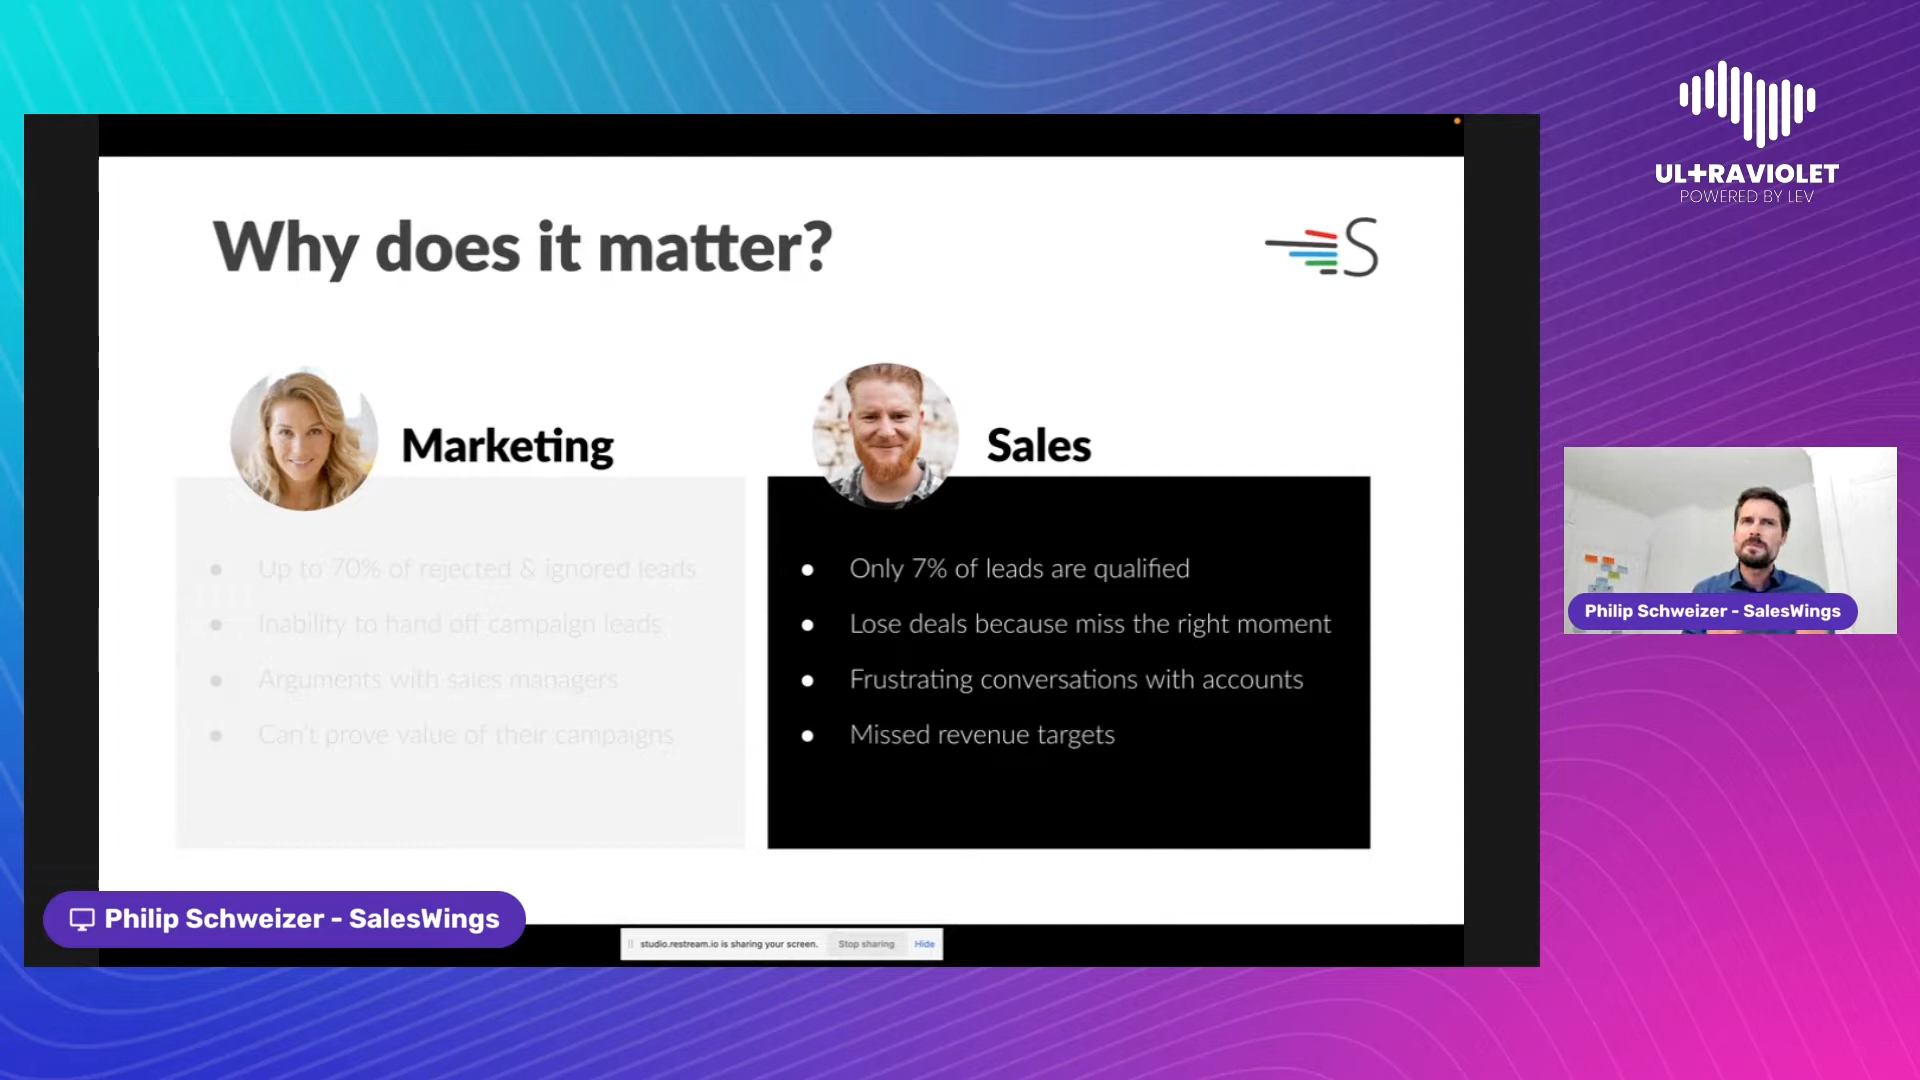 UL+RAVIOLET
POWERED BY LEV
Why does it matter?
S
Marketing
Up to 70% of rejected & ignored leads
Inability to hand off campaign leads
Arguments with sales managers
Can't prove value of their campaigns
Sales
Only 7% of leads are qualified
Lose deals because miss the right moment
Frustrating conversations with accounts
Missed revenue targets
Philip Schweizer - SalesWings
Philip Schweizer - SalesWings
studio.restream.io is sharing your screen. Stop sharing Hide